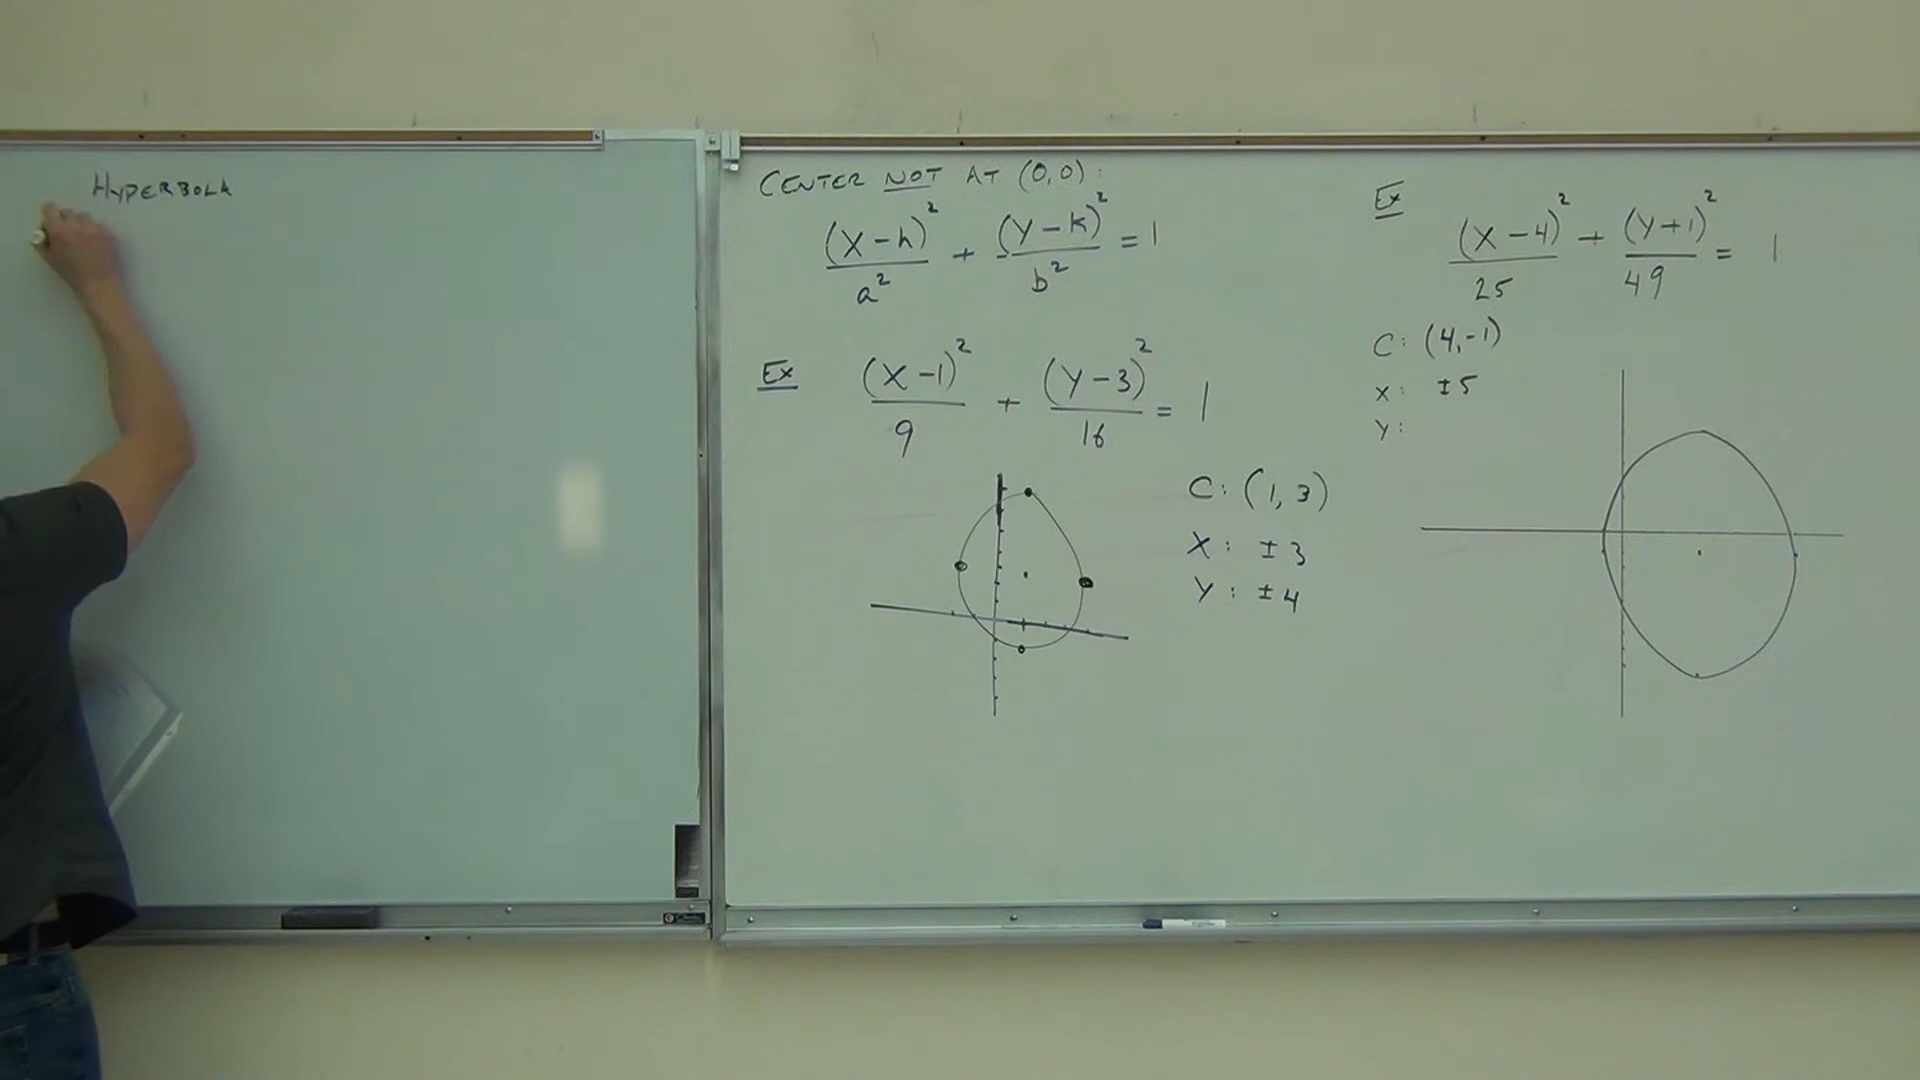 HYPERBOLA
CENTER NOT AT (0,0):
(X-h)²/a² + (Y-k)²/b² = 1
Ex (X-1)²/9 + (Y-3)²/16 = 1
C: (1,3)
X: ±3
Y: ±4
Ex
(X-4)²/25 + (Y+1)²/49 = 1
C: (4,-1)
X: ±5
Y: